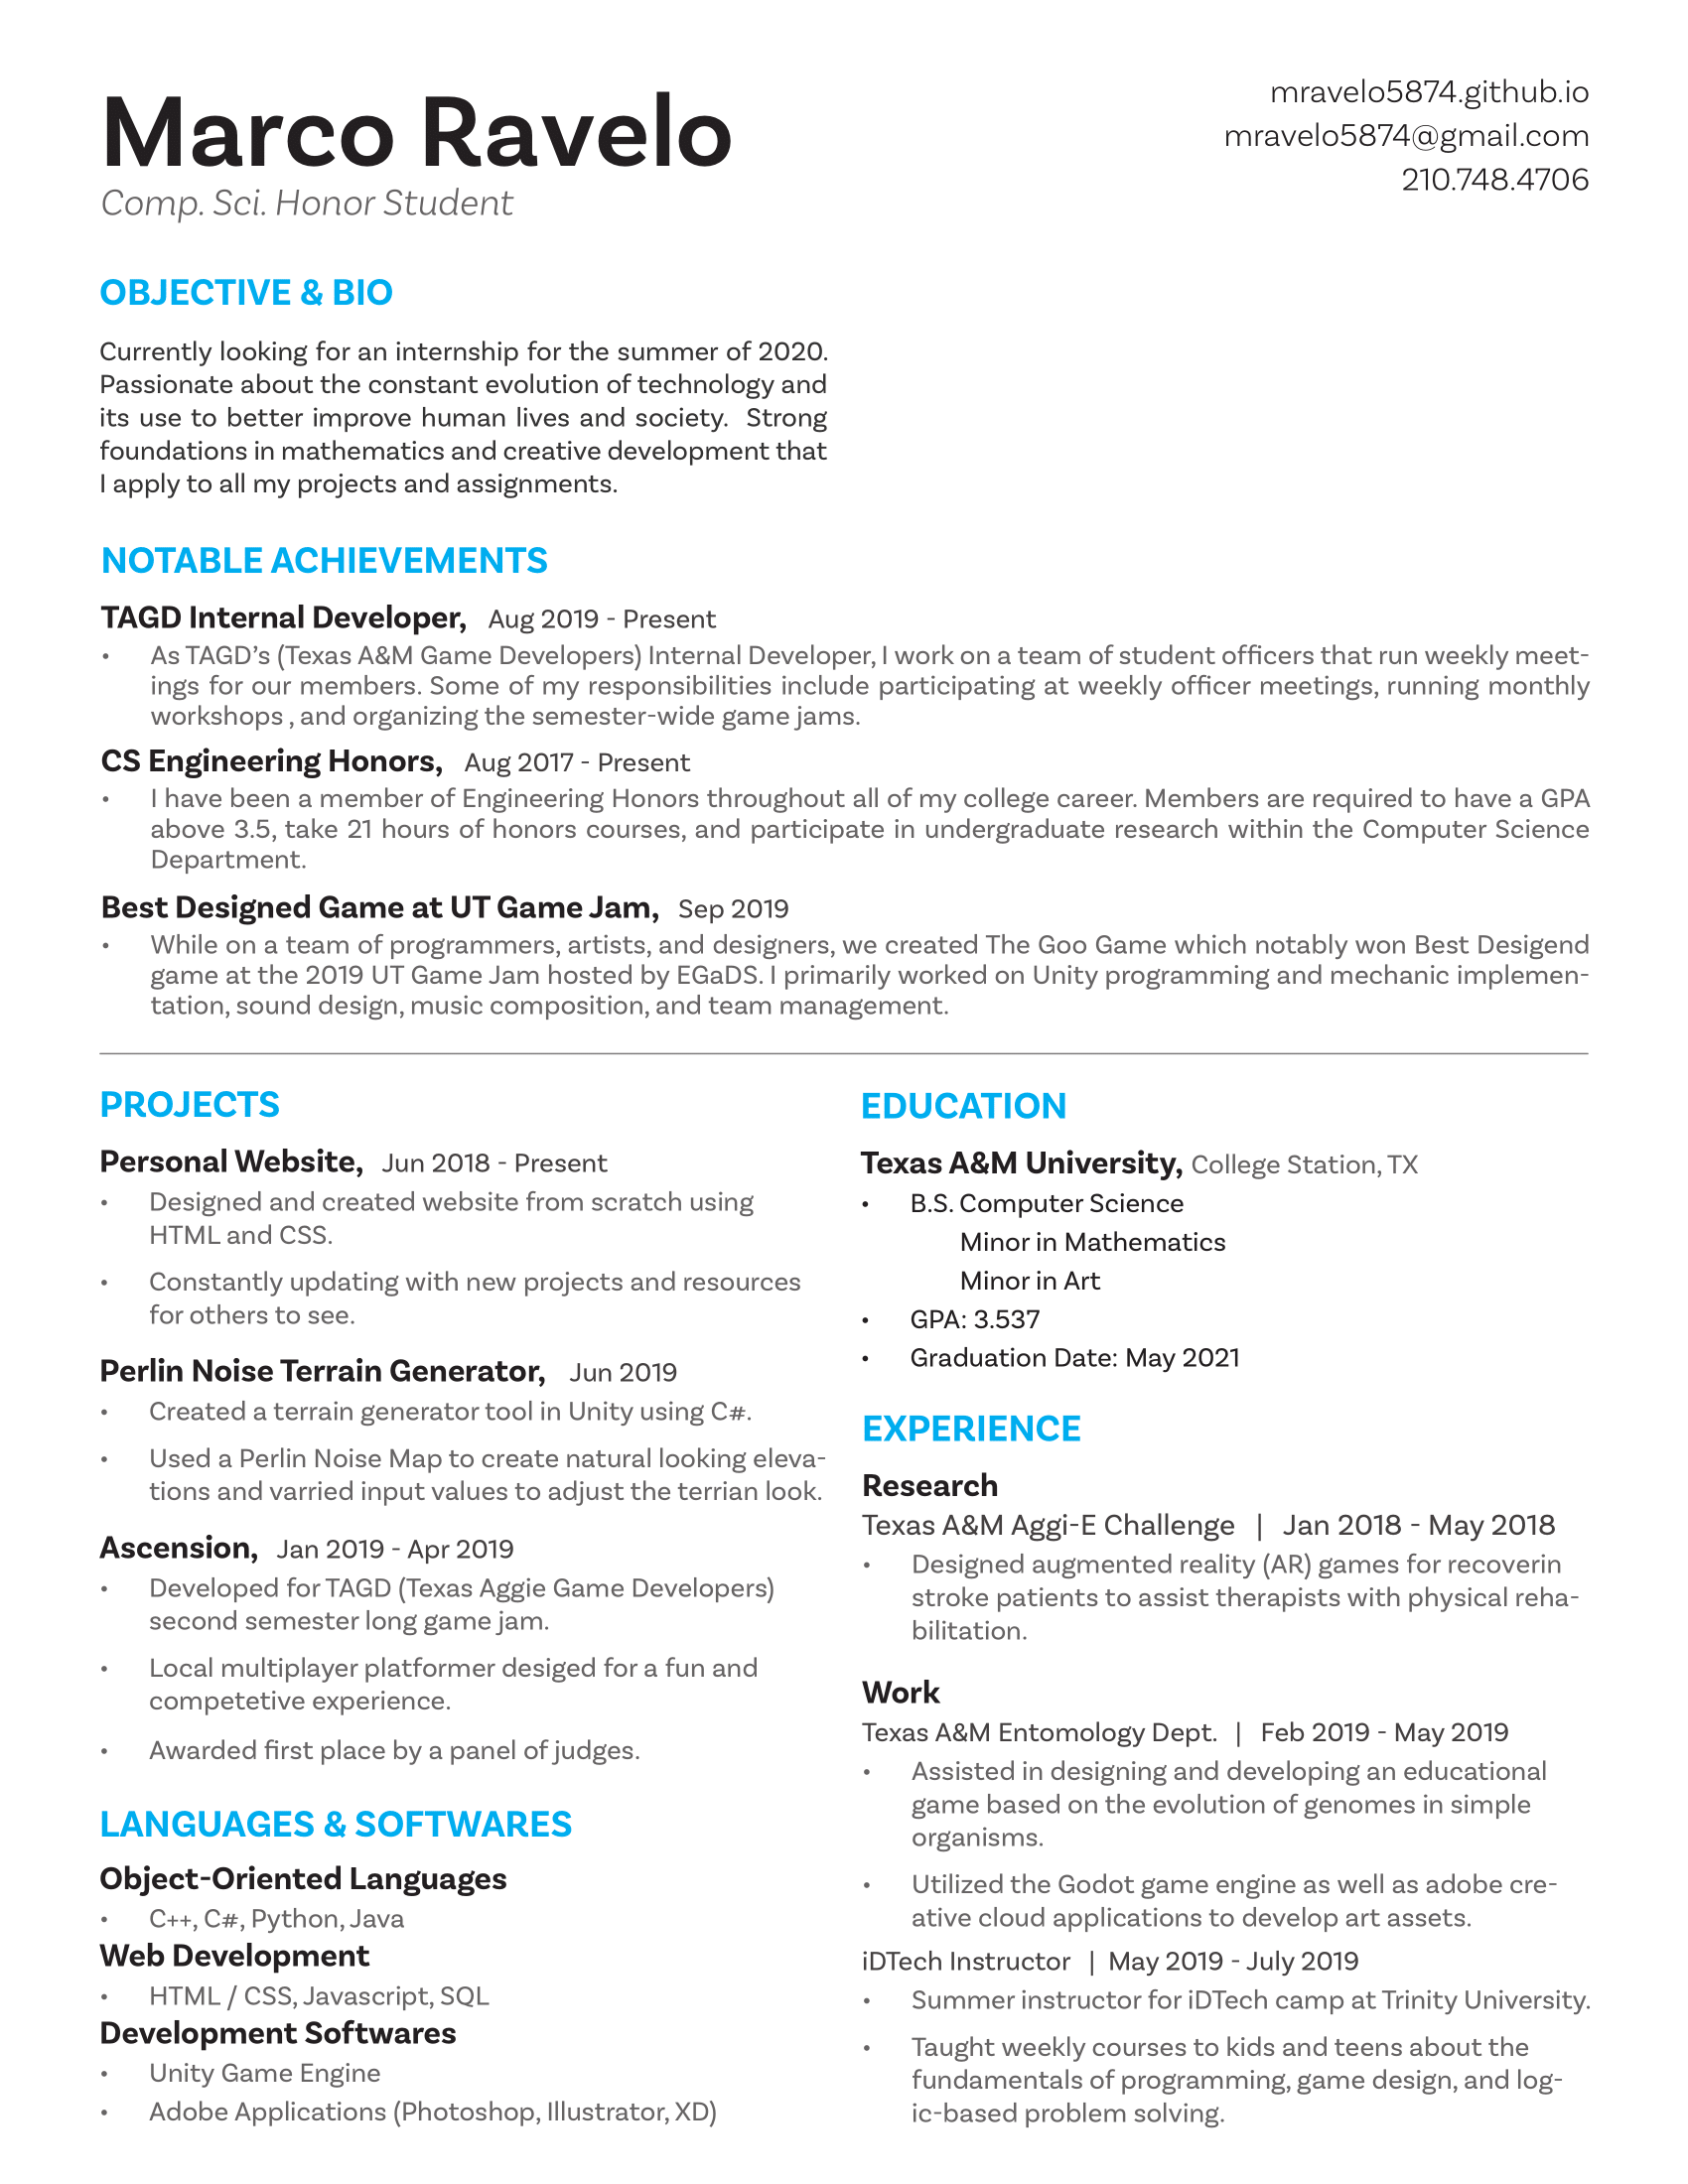 Marco Ravelo
Comp. Sci. Honor Student
mravelo5874.github.io
mravelo5874@gmail.com
210.748.4706
OBJECTIVE & BIO
Currently looking for an internship for the summer of 2020.
Passionate about the constant evolution of technology and
its use to better improve human lives and society. Strong
foundations in mathematics and creative development that
I apply to all my projects and assignments.
NOTABLE ACHIEVEMENTS
TAGD Internal Developer, Aug 2019 - Present
• As TAGD's (Texas A&M Game Developers) Internal Developer, I work on a team of student officers that run weekly meet-
ings for our members. Some of my responsibilities include participating at weekly officer meetings, running monthly
workshops , and organizing the semester-wide game jams.
CS Engineering Honors, Aug 2017 - Present
• I have been a member of Engineering Honors throughout all of my college career. Members are required to have a GPA
above 3.5, take 21 hours of honors courses, and participate in undergraduate research within the Computer Science
Department.
Best Designed Game at UT Game Jam, Sep 2019
• While on a team of programmers, artists, and designers, we created The Goo Game which notably won Best Desigend
game at the 2019 UT Game Jam hosted by EGaDS. I primarily worked on Unity programming and mechanic implemen-
tation, sound design, music composition, and team management.
PROJECTS
Personal Website, Jun 2018 - Present
• Designed and created website from scratch using
HTML and CSS.
• Constantly updating with new projects and resources
for others to see.
Perlin Noise Terrain Generator, Jun 2019
• Created a terrain generator tool in Unity using C#.
• Used a Perlin Noise Map to create natural looking eleva-
tions and varried input values to adjust the terrian look.
Ascension, Jan 2019 - Apr 2019
• Developed for TAGD (Texas Aggie Game Developers)
second semester long game jam.
• Local multiplayer platformer desiged for a fun and
competetive experience.
• Awarded first place by a panel of judges.
LANGUAGES & SOFTWARES
Object-Oriented Languages
• C++, C#, Python, Java
Web Development
• HTML / CSS, Javascript, SQL
Development Softwares
• Unity Game Engine
• Adobe Applications (Photoshop, Illustrator, XD)
EDUCATION
Texas A&M University, College Station, TX
• B.S. Computer Science
Minor in Mathematics
Minor in Art
• GPA: 3.537
• Graduation Date: May 2021
EXPERIENCE
Research
Texas A&M Aggi-E Challenge | Jan 2018 - May 2018
• Designed augmented reality (AR) games for recoverin
stroke patients to assist therapists with physical reha-
bilitation.
Work
Texas A&M Entomology Dept. | Feb 2019 - May 2019
• Assisted in designing and developing an educational
game based on the evolution of genomes in simple
organisms.
• Utilized the Godot game engine as well as adobe cre-
ative cloud applications to develop art assets.
iDTech Instructor | May 2019 - July 2019
• Summer instructor for iDTech camp at Trinity University.
• Taught weekly courses to kids and teens about the
fundamentals of programming, game design, and log-
ic-based problem solving.